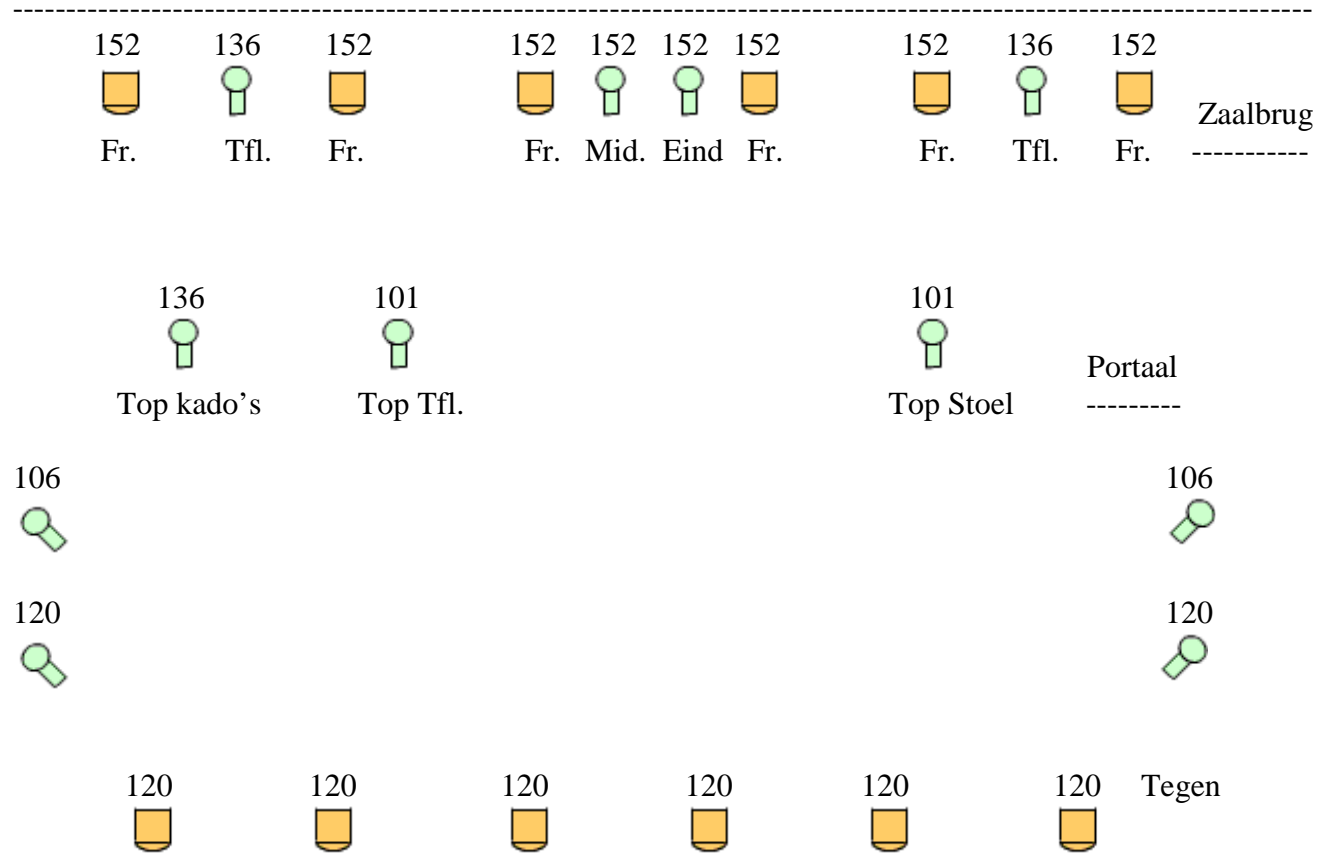 152 136 152 152 152 152 152 152 136 152
Zaalbrug
Fr. Tfl. Fr. Fr. Mid. Eind Fr. Fr. Tfl. Fr. -----------
136 101 101
Portaal
Top kado's Top Tfl. Top Stoel ---------
106 106
120 120
120 120 120 120 120 120 Tegen